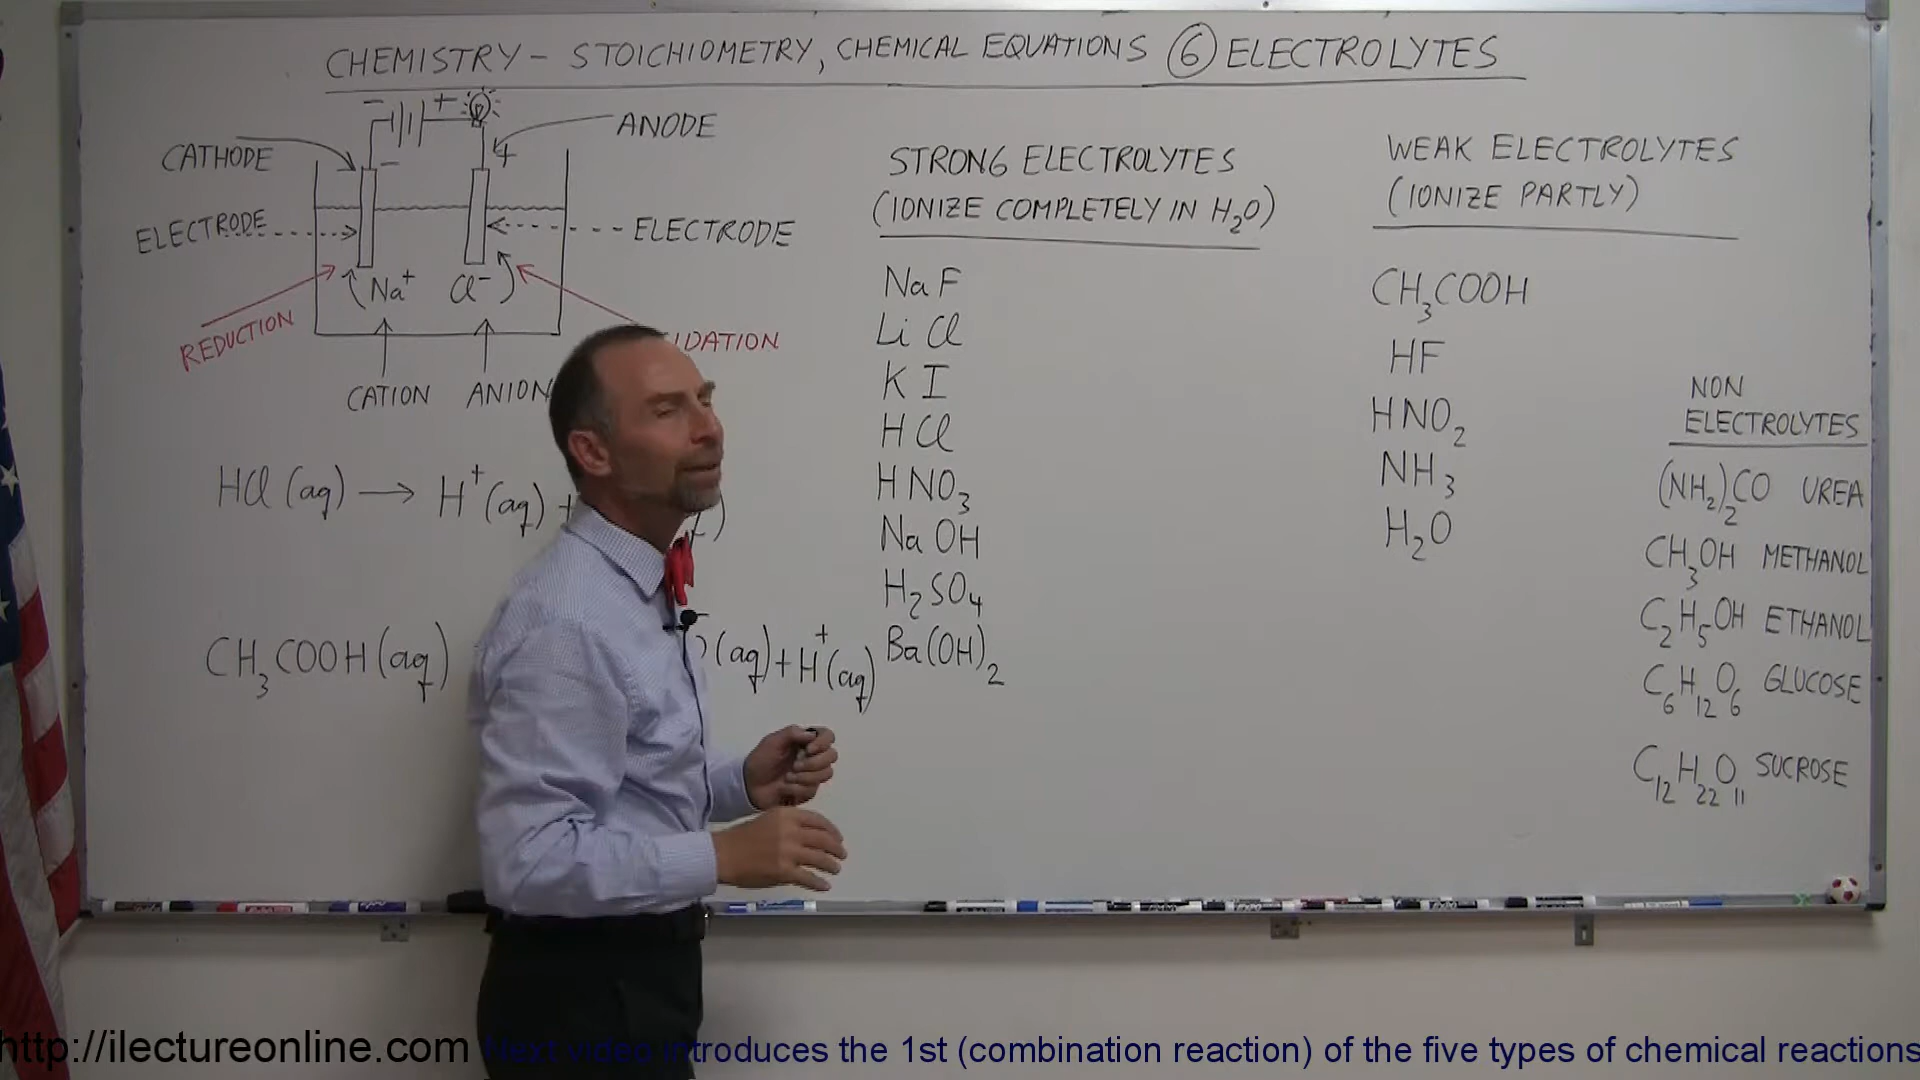 CHEMISTRY – STOICHIOMETRY, CHEMICAL EQUATIONS ⑥ ELECTROLYTES
– +
CATHODE
–
+
ANODE
ELECTRODE
ELECTRODE
Na⁺
Cl⁻
REDUCTION
IDATION
CATION
ANION
HCl (aq) → H⁺(aq) +
CH₃COOH (aq)
(aq) + H⁺(aq)
STRONG ELECTROLYTES
(IONIZE COMPLETELY IN H₂O)
NaF
LiCl
KI
HCl
HNO₃
NaOH
H₂SO₄
Ba(OH)₂
WEAK ELECTROLYTES
(IONIZE PARTLY)
CH₃COOH
HF
HNO₂
NH₃
H₂O
NON
ELECTROLYTES
(NH₂)₂CO UREA
CH₃OH METHANOL
C₂H₅OH ETHANOL
C₆H₁₂O₆ GLUCOSE
C₁₂H₂₂O₁₁ SUCROSE
http://ilectureonline.com Next video introduces the 1st (combination reaction) of the five types of chemical reactions